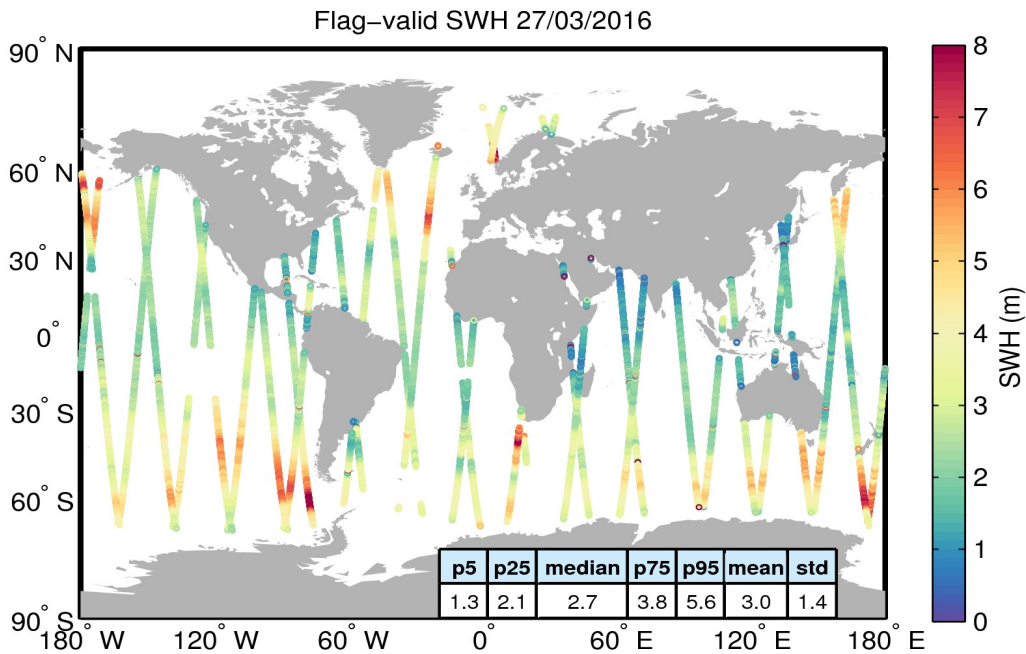 Flag−valid SWH 27/03/2016
90° N
60° N
30° N
0°
30° S
60° S
90° S
180° W
120° W
60° W
0°
60° E
120° E
180° E
p5 p25 median p75 p95 mean std
1.3 2.1 2.7 3.8 5.6 3.0 1.4
8
7
6
5
4
3
2
1
0
SWH (m)